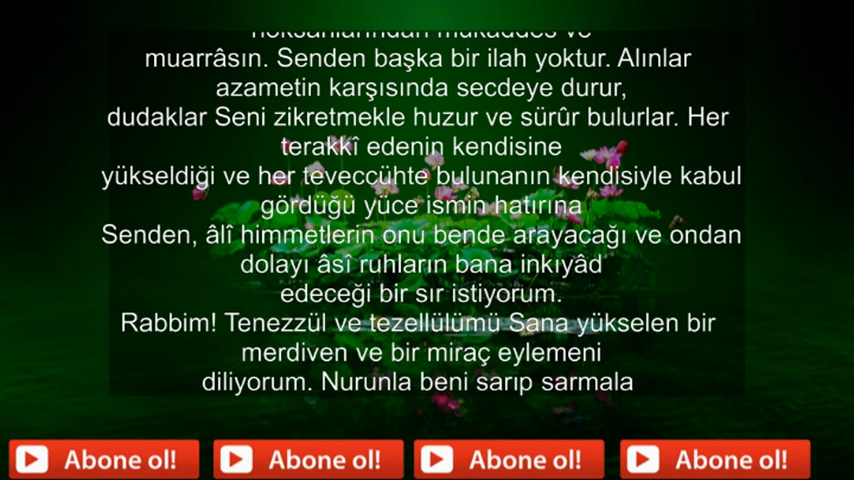 noksanlarından mukaddes ve
muarrâsın. Senden başka bir ilah yoktur. Alınlar
azametin karşısında secdeye durur,
dudaklar Seni zikretmekle huzur ve sürûr bulurlar. Her
terakkî edenin kendisine
yükseldiği ve her teveccühte bulunanın kendisiyle kabul
gördüğü yüce ismin hatırına
Senden, âlî himmetlerin onu bende arayacağı ve ondan
dolayı âsî ruhların bana inkıyâd
edeceği bir sır istiyorum.
Rabbim! Tenezzül ve tezellülümü Sana yükselen bir
merdiven ve bir miraç eylemeni
diliyorum. Nurunla beni sarıp sarmala
Abone ol! Abone ol! Abone ol! Abone ol!